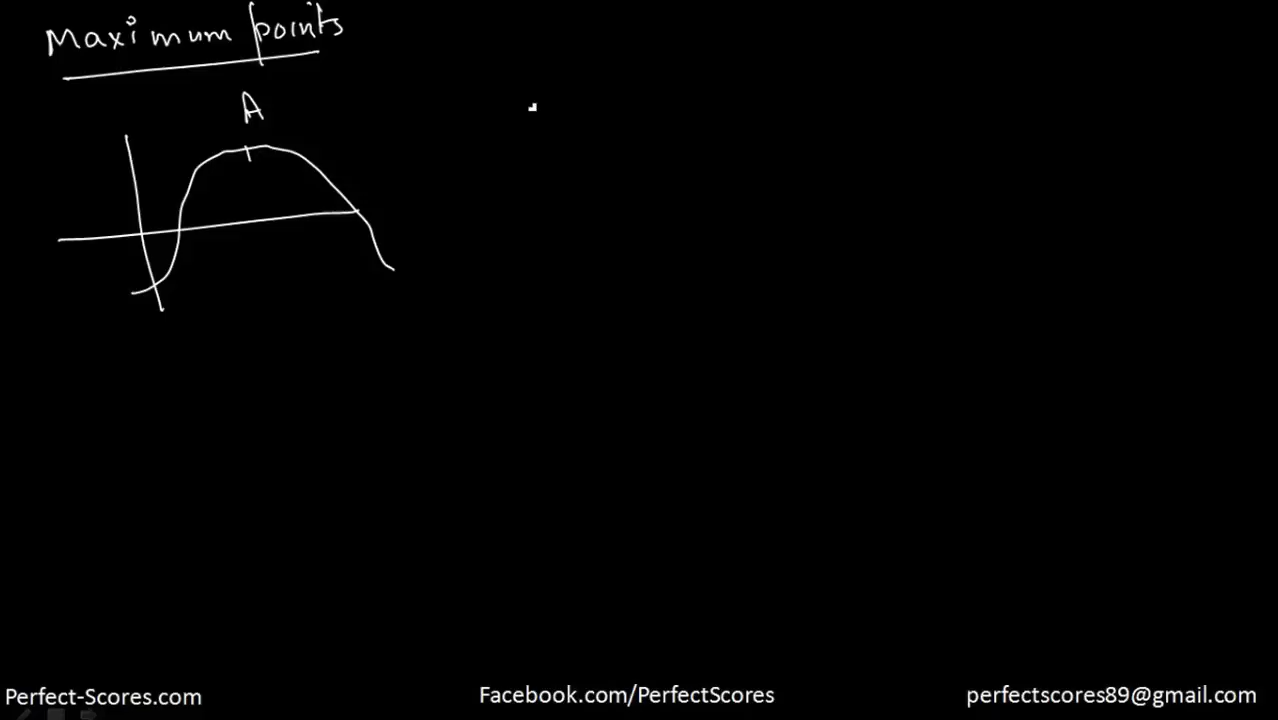 Maximum points
A
Perfect-Scores.com
Facebook.com/PerfectScores
perfectscores89@gmail.com